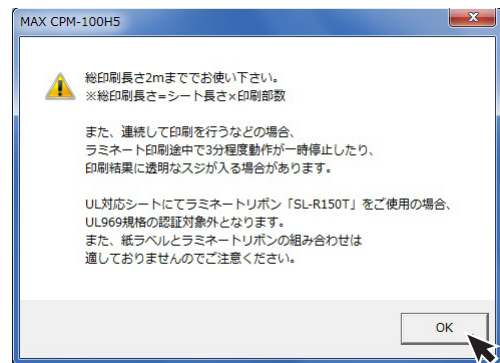 MAX CPM-100H5
総印刷長さ2mまででお使い下さい。
※総印刷長さ=シート長さ×印刷部数
また、連続して印刷を行うなどの場合、
ラミネート印刷途中で3分程度動作が一時停止したり、
印刷結果に透明なスジが入る場合があります。
UL対応シートにてラミネートリボン「SL-R150T」をご使用の場合、
UL969規格の認証対象外となります。
また、紙ラベルとラミネートリボンの組み合わせは
適しておりませんのでご注意ください。
OK